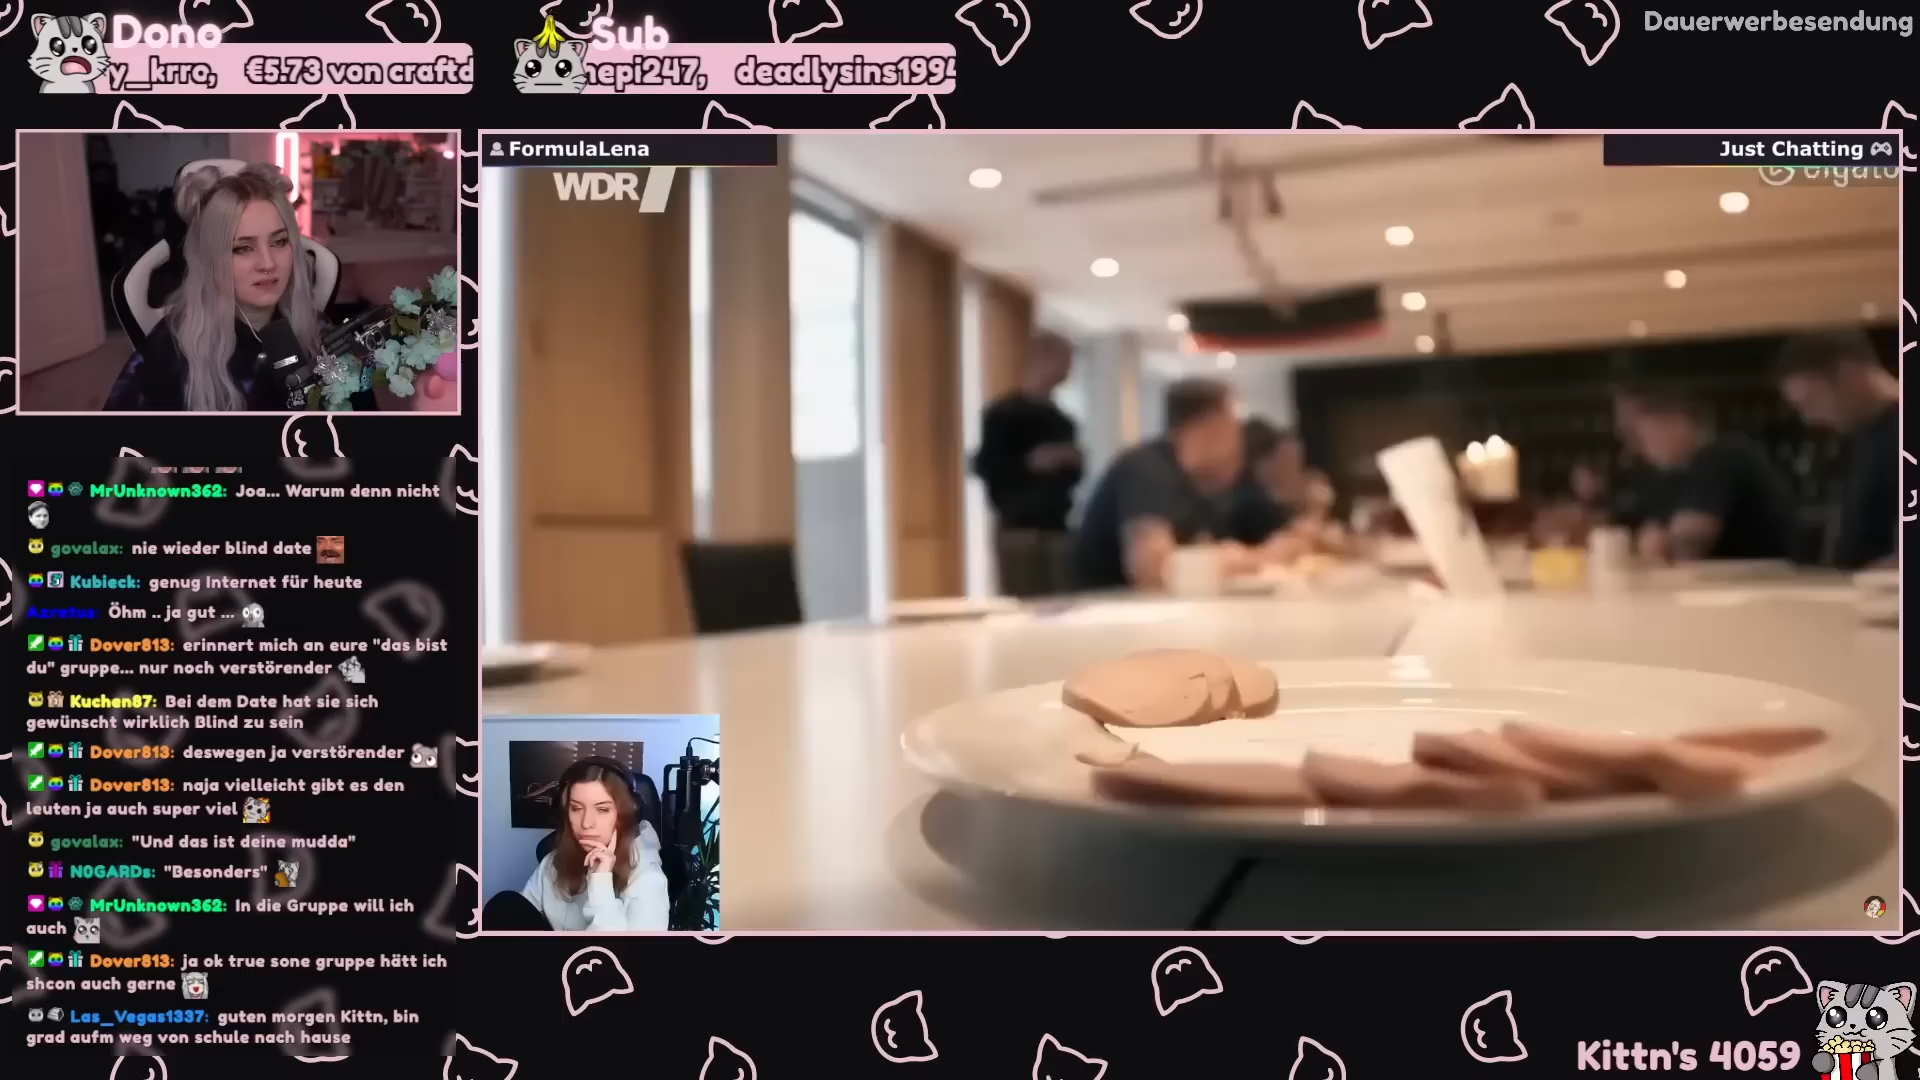 Dono
y_krro, €5.73 von craftd
Sub
nepi247, deadlysins1994
Dauerwerbesendung
FormulaLena
Just Chatting
WDR
elgato
MrUnknown362: Joa... Warum denn nicht
govalax: nie wieder blind date
Kubieck: genug Internet für heute
Azretus: Öhm .. ja gut ...
Dover813: erinnert mich an eure "das bist
du" gruppe... nur noch verstörender
Kuchen87: Bei dem Date hat sie sich
gewünscht wirklich Blind zu sein
Dover813: deswegen ja verstörender
Dover813: naja vielleicht gibt es den
leuten ja auch super viel
govalax: "Und das ist deine mudda"
N0GARDs: "Besonders"
MrUnknown362: In die Gruppe will ich
auch
Dover813: ja ok true sone gruppe hätt ich
shcon auch gerne
Las_Vegas1337: guten morgen Kittn, bin
grad aufm weg von schule nach hause
Kittn's 4059